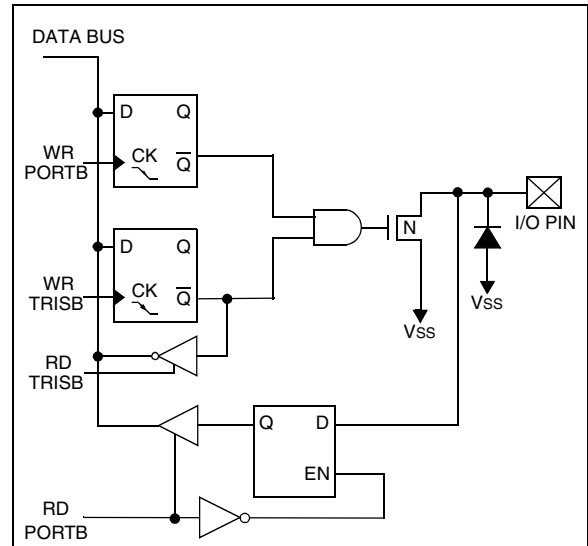 DATA BUS
D Q
WR
PORTB
CK
Q̅
N
I/O PIN
D Q
WR
TRISB
CK
Q̅
VSS
VSS
RD
TRISB
Q D
EN
RD
PORTB